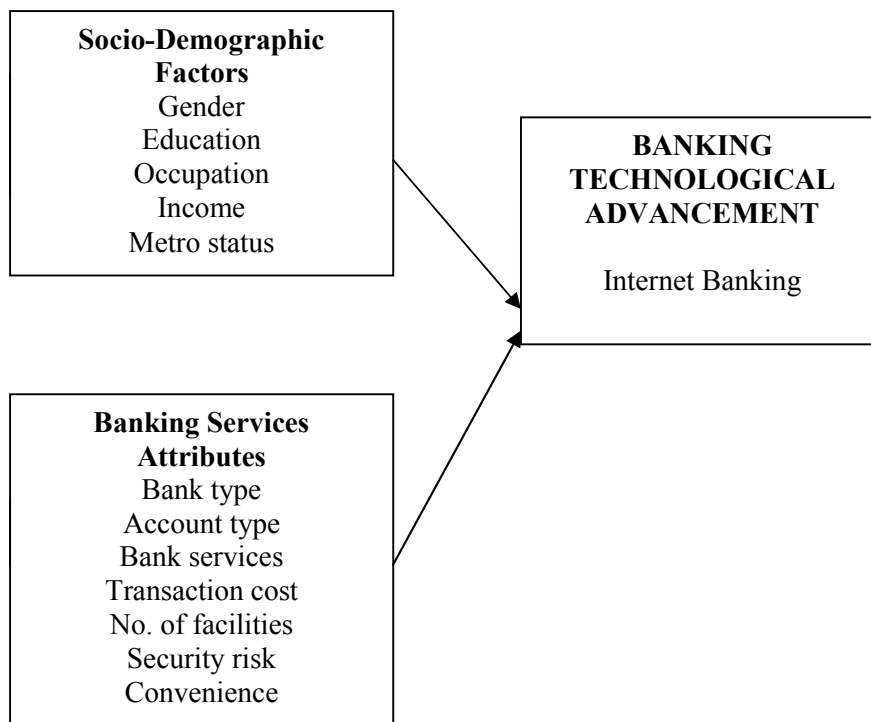 Socio-Demographic
Factors
Gender
Education
Occupation
Income
Metro status
BANKING
TECHNOLOGICAL
ADVANCEMENT
Internet Banking
Banking Services
Attributes
Bank type
Account type
Bank services
Transaction cost
No. of facilities
Security risk
Convenience